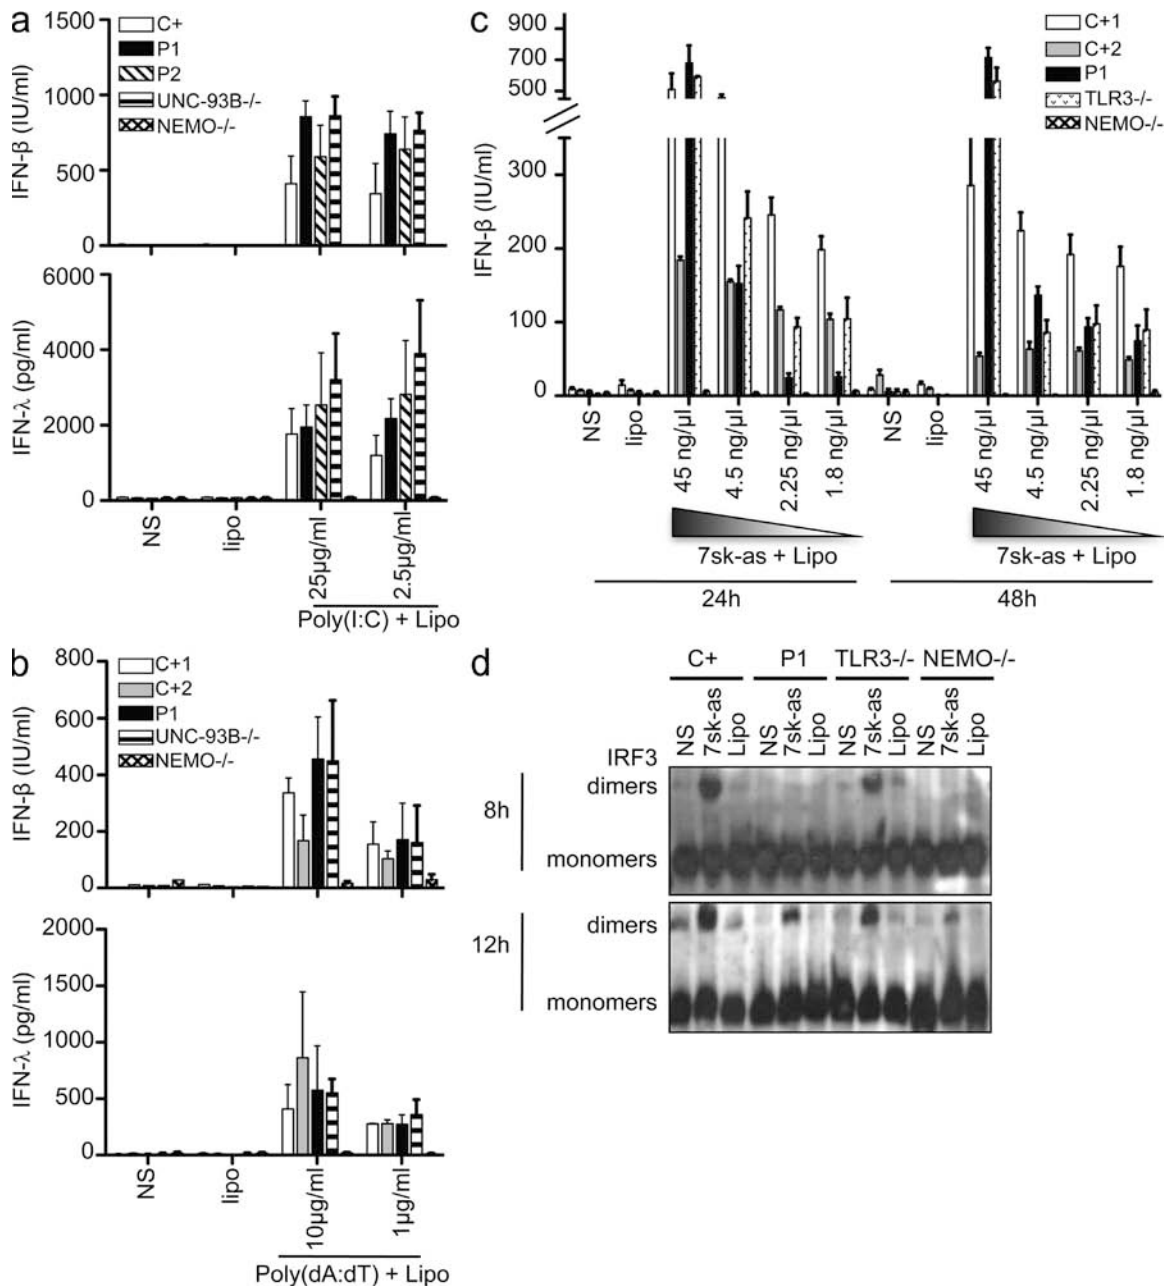 a
1500
1000
500
0
IFN-β (IU/ml)
C+
P1
P2
UNC-93B-/-
NEMO-/-
6000
4000
2000
0
IFN-λ (pg/ml)
NS
lipo
25µg/ml
2.5µg/ml
Poly(I:C) + Lipo
b
800
600
400
200
0
IFN-β (IU/ml)
C+1
C+2
P1
UNC-93B-/-
NEMO-/-
2000
1500
1000
500
0
IFN-λ (pg/ml)
NS
lipo
10µg/ml
1µg/ml
Poly(dA:dT) + Lipo
c
900
700
500
300
200
100
0
IFN-β (IU/ml)
C+1
C+2
P1
TLR3-/-
NEMO-/-
NS
lipo
45 ng/µl
4.5 ng/µl
2.25 ng/µl
1.8 ng/µl
NS
lipo
45 ng/µl
4.5 ng/µl
2.25 ng/µl
1.8 ng/µl
7sk-as + Lipo
7sk-as + Lipo
24h
48h
d
C+ P1 TLR3-/- NEMO-/-
NS 7sk-as Lipo NS 7sk-as Lipo NS 7sk-as Lipo NS 7sk-as Lipo
IRF3
8h
dimers
monomers
12h
dimers
monomers